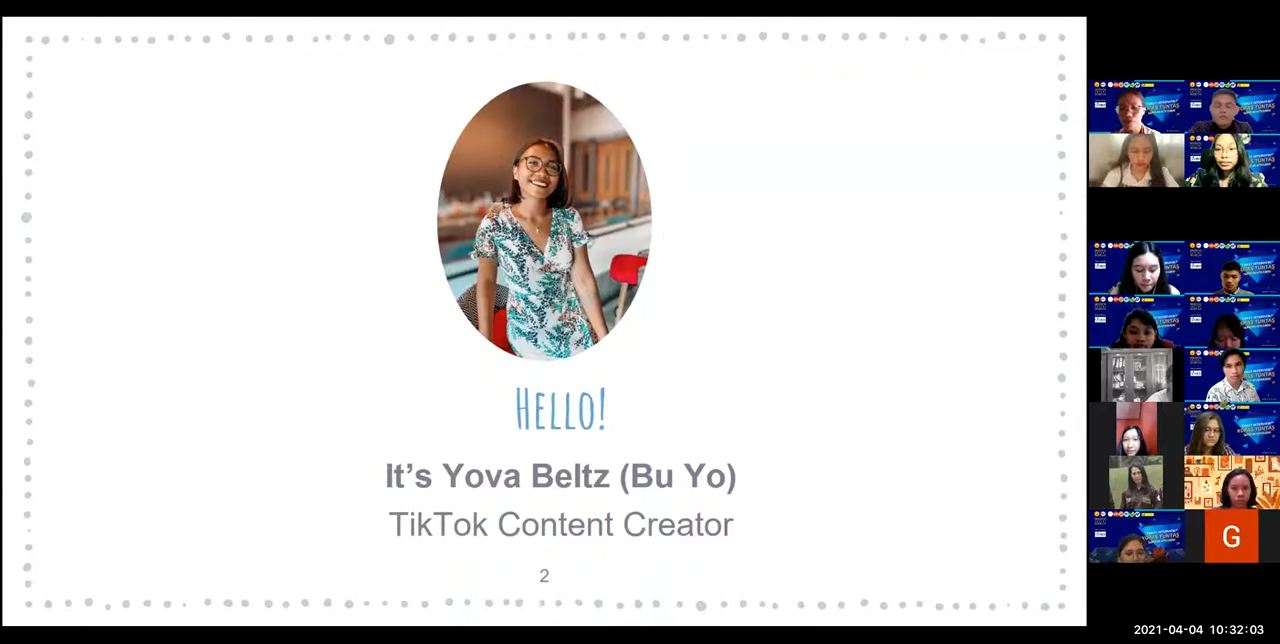 HELLO!
It's Yova Beltz (Bu Yo)
TikTok Content Creator
2
G
2021-04-04 10:32:03